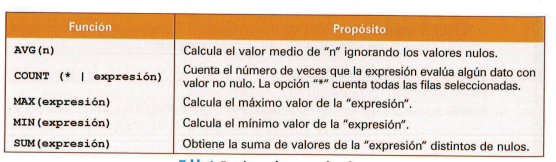 Función Propósito
AVG(n) Calcula el valor medio de "n" ignorando los valores nulos.
COUNT (* | expresión) Cuenta el número de veces que la expresión evalúa algún dato con
valor no nulo. La opción "*" cuenta todas las filas seleccionadas.
MAX(expresión) Calcula el máximo valor de la "expresión".
MIN(expresión) Calcula el mínimo valor de la "expresión".
SUM(expresión) Obtiene la suma de valores de la "expresión" distintos de nulos.